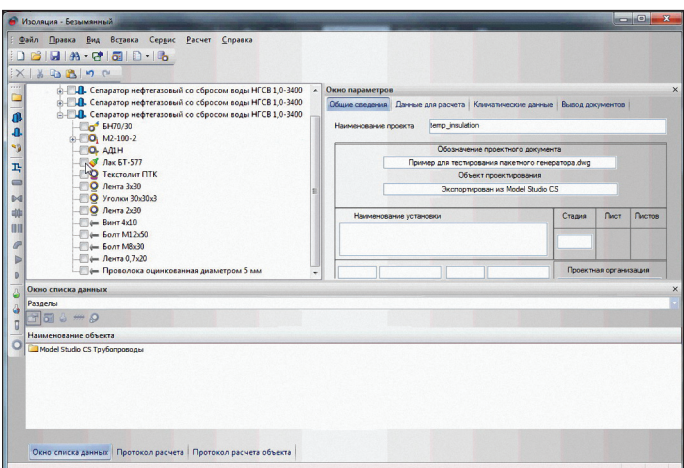 Изоляция - Безымянный
Файл Правка Вид Вставка Сервис Расчет Справка
Сепаратор нефтегазовый со сбросом воды НГСВ 1,0-3400
Сепаратор нефтегазовый со сбросом воды НГСВ 1,0-3400
Сепаратор нефтегазовый со сбросом воды НГСВ 1,0-3400
БН70/30
М2-100-2
АД1Н
Лак БТ-577
Текстолит ПТК
Лента 3х30
Уголки 30х30х3
Лента 2х30
Винт 4х10
Болт М12х50
Болт М8х30
Лента 0,7х20
Проволока оцинкованная диаметром 5 мм
Окно параметров
Общие сведения Данные для расчета Климатические данные Вывод документов
Наименование проекта temp_insulation
Обозначение проектного документа
Пример для тестирования пакетного генератора.dwg
Объект проектирования
Экспортирован из Model Studio CS
Наименование установки Стадия Лист Листов
Проектная организация
Окно списка данных
Разделы
Наименование объекта
Model Studio CS Трубопроводы
Окно списка данных Протокол расчета Протокол расчета объекта